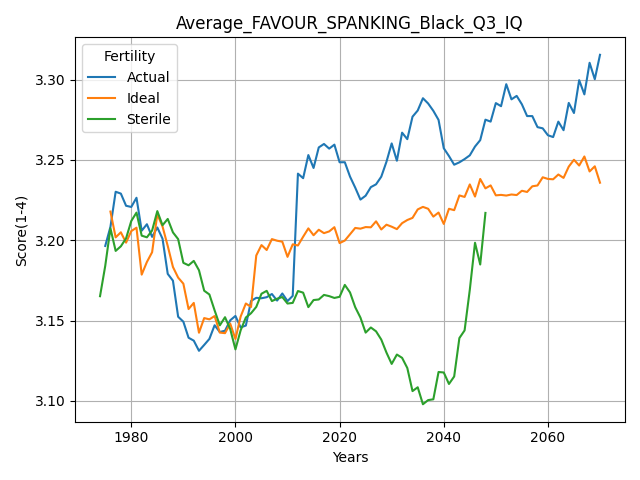 Average_FAVOUR_SPANKING_Black_Q3_IQ
Fertility
Actual
Ideal
Sterile
Score(1-4)
3.30
3.25
3.20
3.15
3.10
1980
2000
2020
2040
2060
Years